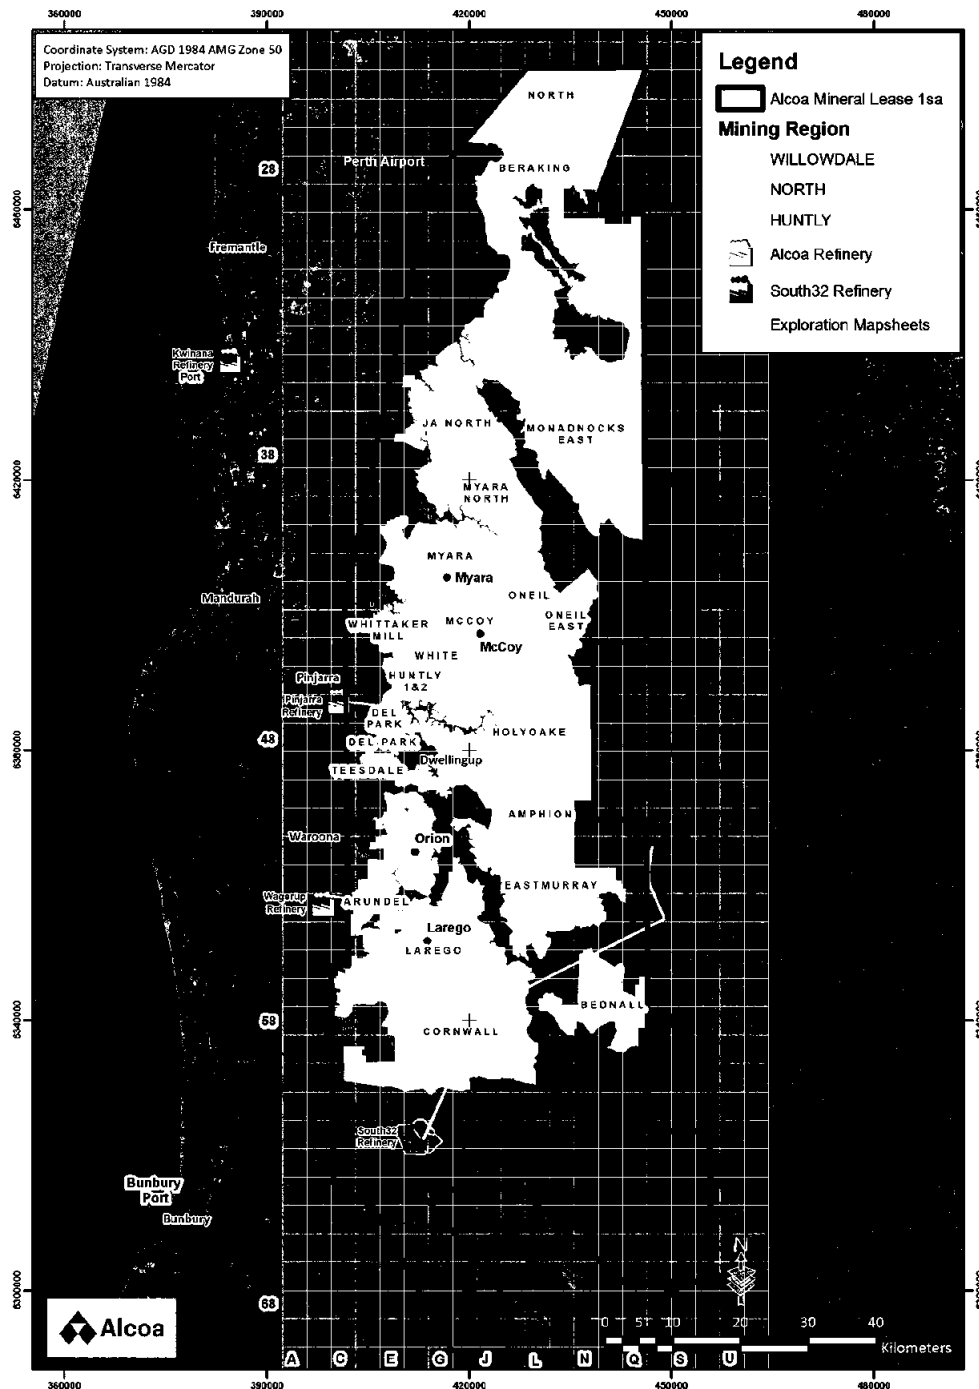 360000 390000 420000 450000 480000
Coordinate System: AGD 1984 AMG Zone 50
Projection: Transverse Mercator
Datum: Australian 1984
Legend
Alcoa Mineral Lease 1sa
Mining Region
WILLOWDALE
NORTH
HUNTLY
Alcoa Refinery
South32 Refinery
Exploration Mapsheets
NORTH
Perth Airport
BERAKING
28
6460000
Fremantle
Kwinana
Refinery
Port
JA NORTH
MONADNOCKS
EAST
38
6420000
MYARA
NORTH
MYARA
Myara
Mandurah
ONEIL
ONEIL
EAST
WHITTAKER
MILL
MCCOY
McCoy
WHITE
Pinjarra
HUNTLY
1&2
Pinjarra
Refinery
DEL
PARK
HOLYOAKE
48
DEL PARK
6380000
Dwellingup
TEESDALE
AMPHION
Waroona
Orion
EASTMURRAY
Wagerup
Refinery
ARUNDEL
Larego
LAREGO
BEDNALL
58
6340000
CORNWALL
South32
Refinery
Bunbury
Port
Bunbury
N
68
6300000
Alcoa
0 5 10 20 30 40
Kilometers
A C E G J L N Q S U
360000 390000 420000 450000 480000